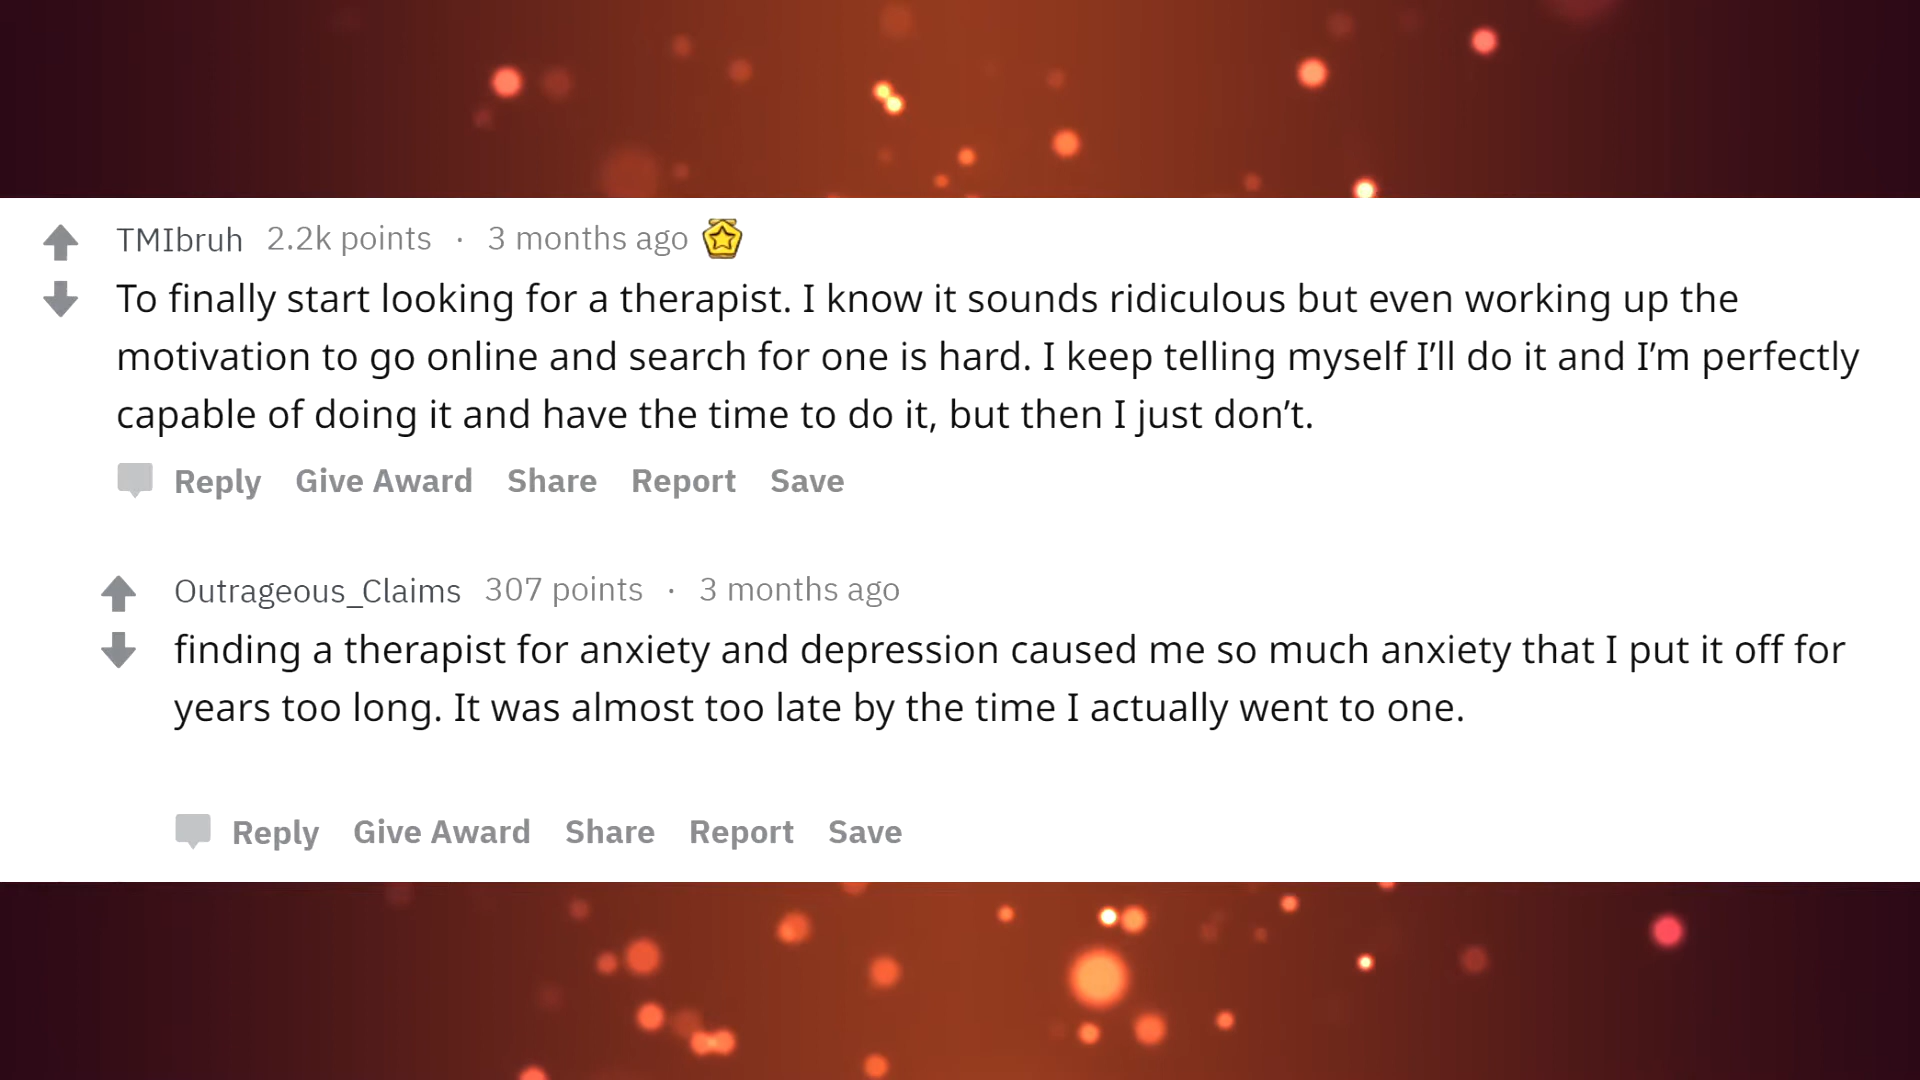 TMIbruh 2.2k points · 3 months ago
To finally start looking for a therapist. I know it sounds ridiculous but even working up the
motivation to go online and search for one is hard. I keep telling myself I’ll do it and I’m perfectly
capable of doing it and have the time to do it, but then I just don’t.
Reply Give Award Share Report Save
Outrageous_Claims 307 points · 3 months ago
finding a therapist for anxiety and depression caused me so much anxiety that I put it off for
years too long. It was almost too late by the time I actually went to one.
Reply Give Award Share Report Save